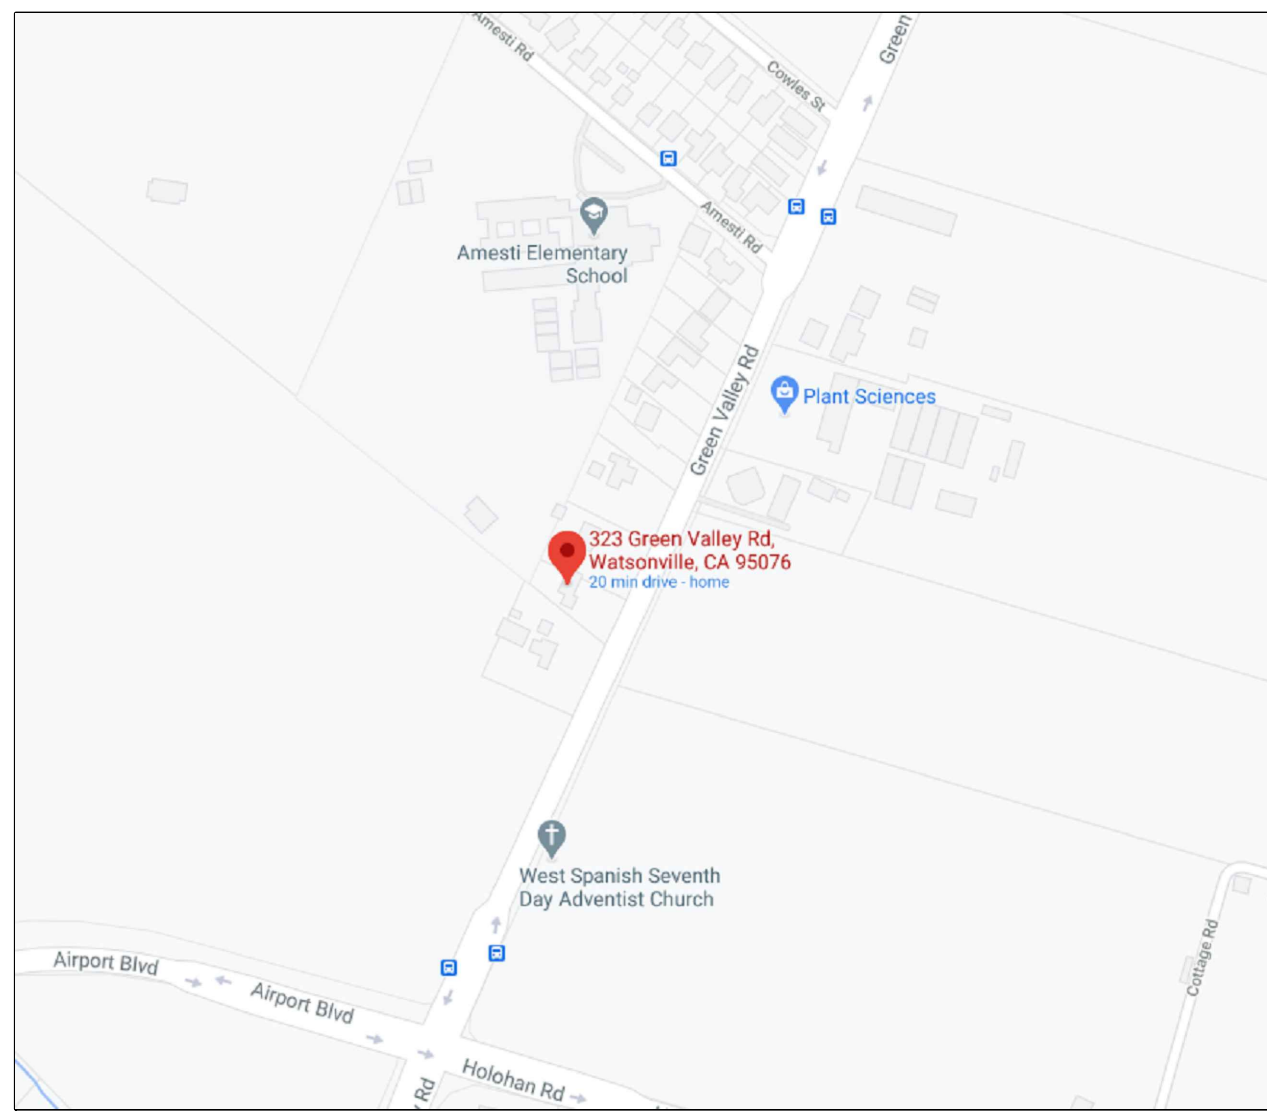 Amesti Rd
Cowles St
Green
Amesti Elementary
School
Amesti Rd
Green Valley Rd
Plant Sciences
323 Green Valley Rd,
Watsonville, CA 95076
20 min drive - home
West Spanish Seventh
Day Adventist Church
Airport Blvd
Airport Blvd
Cottage Rd
Holohan Rd
Rd